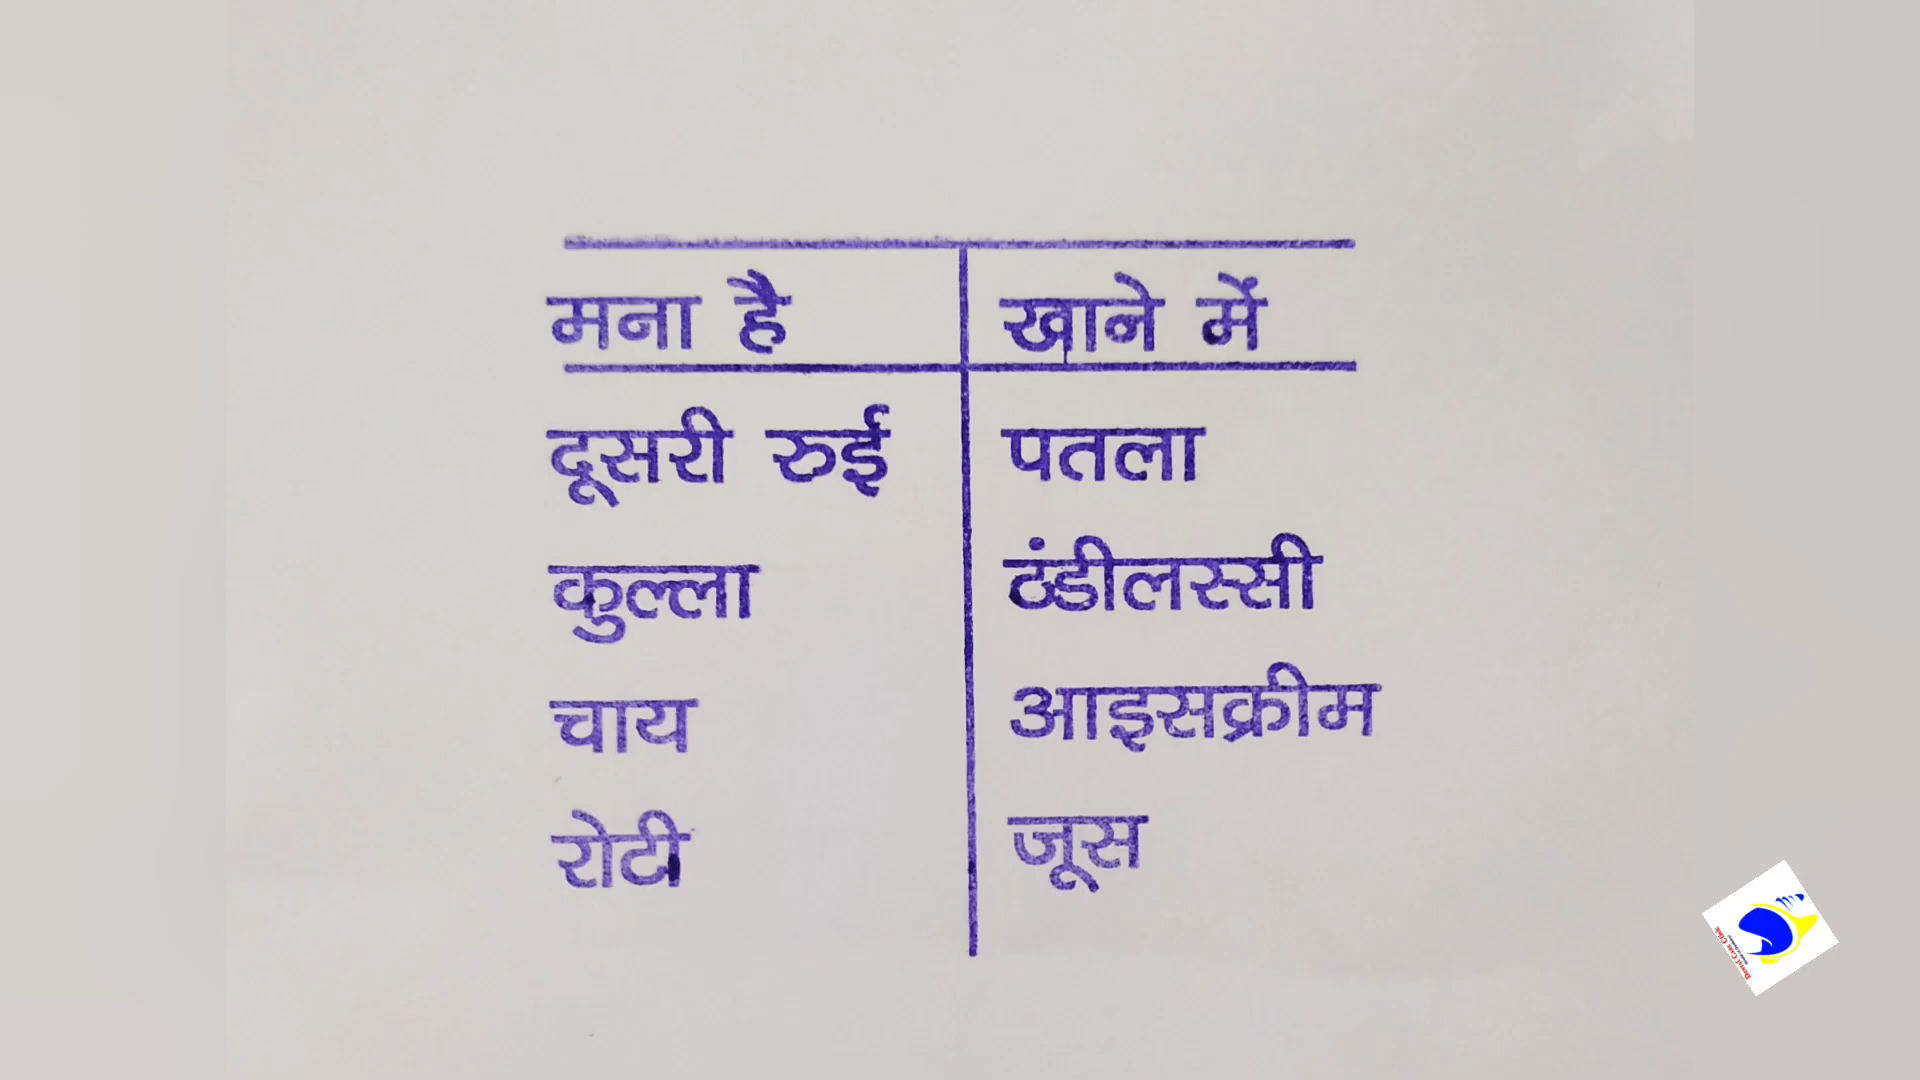 मना है | खाने में
दूसरी रुई | पतला
कुल्ला | ठंडीलस्सी
चाय | आइसक्रीम
रोटी | जूस